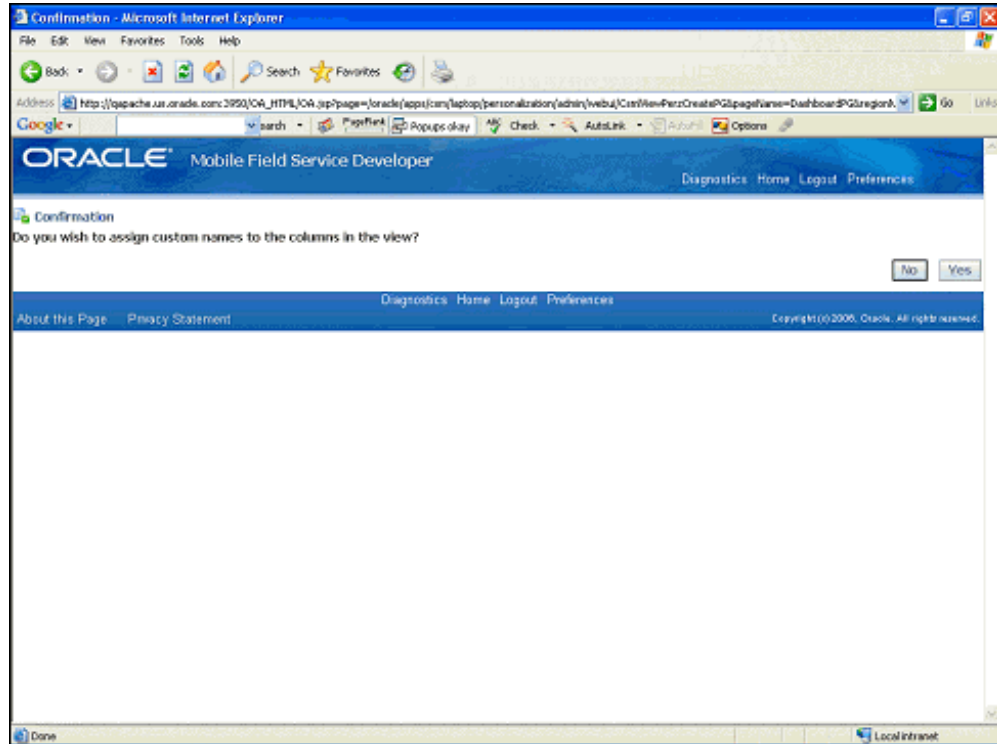 Confirmation - Microsoft Internet Explorer
File Edit View Favorites Tools Help
Back Search Favorites
Address http://qapache.us.oracle.com:3950/OA_HTML/OA.jsp?page=/oracle/apps/csm/laptop/personalization/admin/webui/CsmViewPerzCreatePG&pageName=DashboardPG&region Go Links
Google earch PageRank Popups okay Check AutoLink AutoFill Options
ORACLE Mobile Field Service Developer
Diagnostics Home Logout Preferences
Confirmation
Do you wish to assign custom names to the columns in the view?
No Yes
Diagnostics Home Logout Preferences
About this Page Privacy Statement Copyright (c) 2006, Oracle. All rights reserved.
Done Local intranet